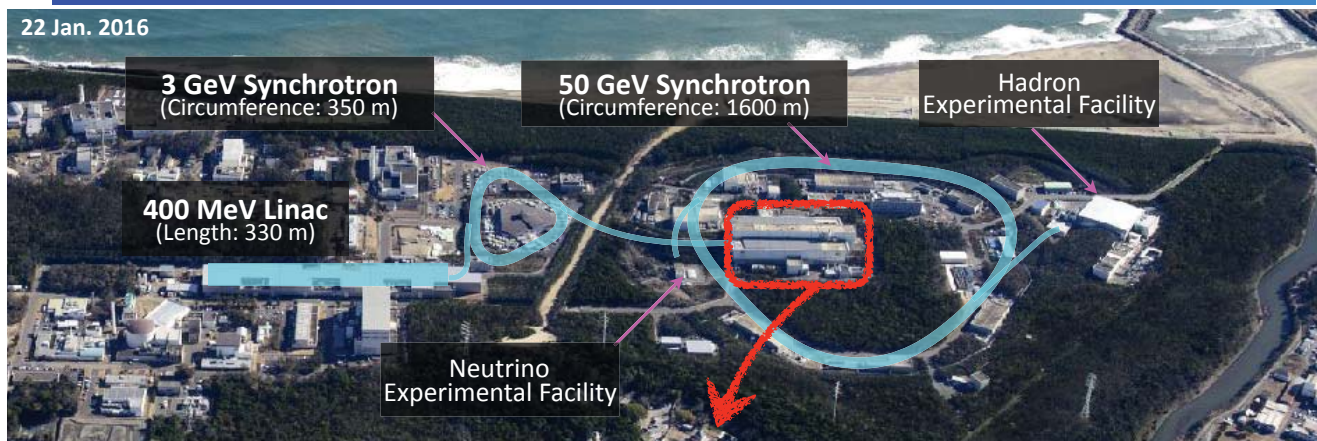 22 Jan. 2016
3 GeV Synchrotron
(Circumference: 350 m)
50 GeV Synchrotron
(Circumference: 1600 m)
Hadron
Experimental Facility
400 MeV Linac
(Length: 330 m)
Neutrino
Experimental Facility